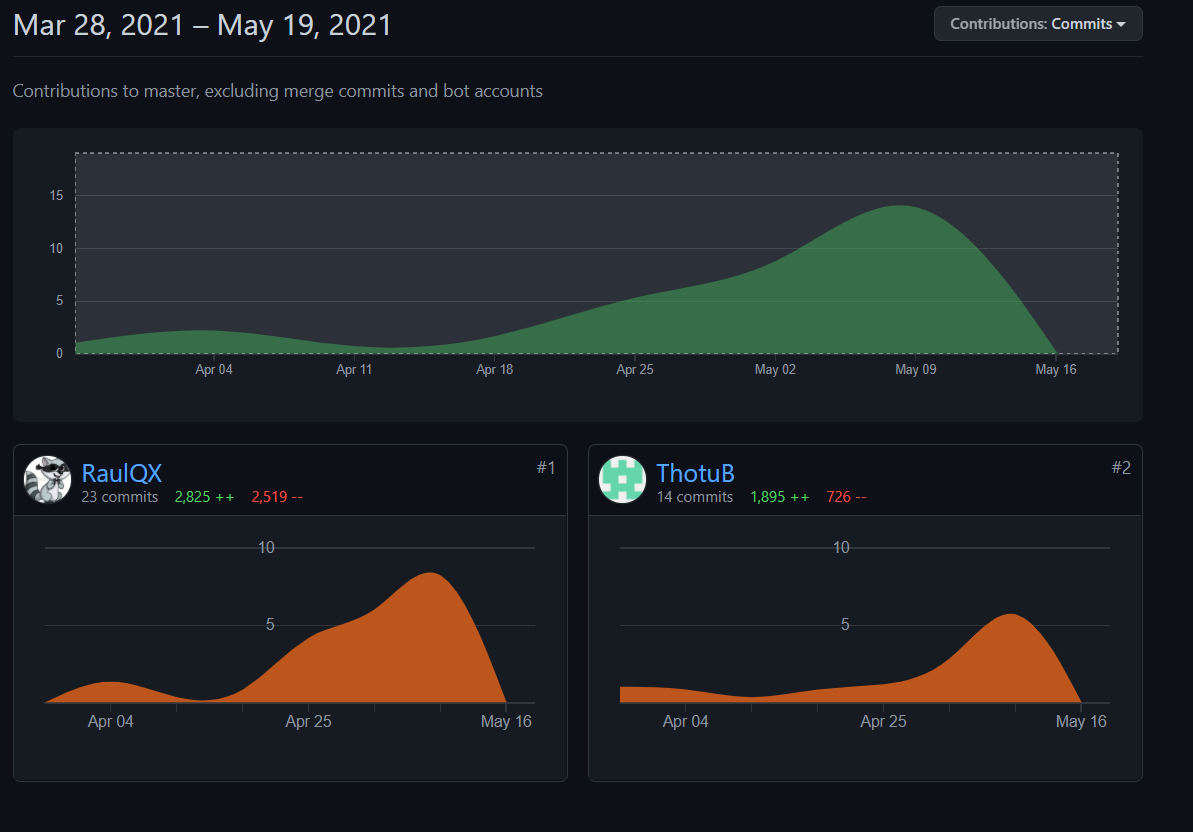 Mar 28, 2021 – May 19, 2021
Contributions: Commits
Contributions to master, excluding merge commits and bot accounts
15
10
5
0
Apr 04 Apr 11 Apr 18 Apr 25 May 02 May 09 May 16
RaulQX #1
23 commits 2,825 ++ 2,519 --
10
5
Apr 04 Apr 25 May 16
ThotuB #2
14 commits 1,895 ++ 726 --
10
5
Apr 04 Apr 25 May 16